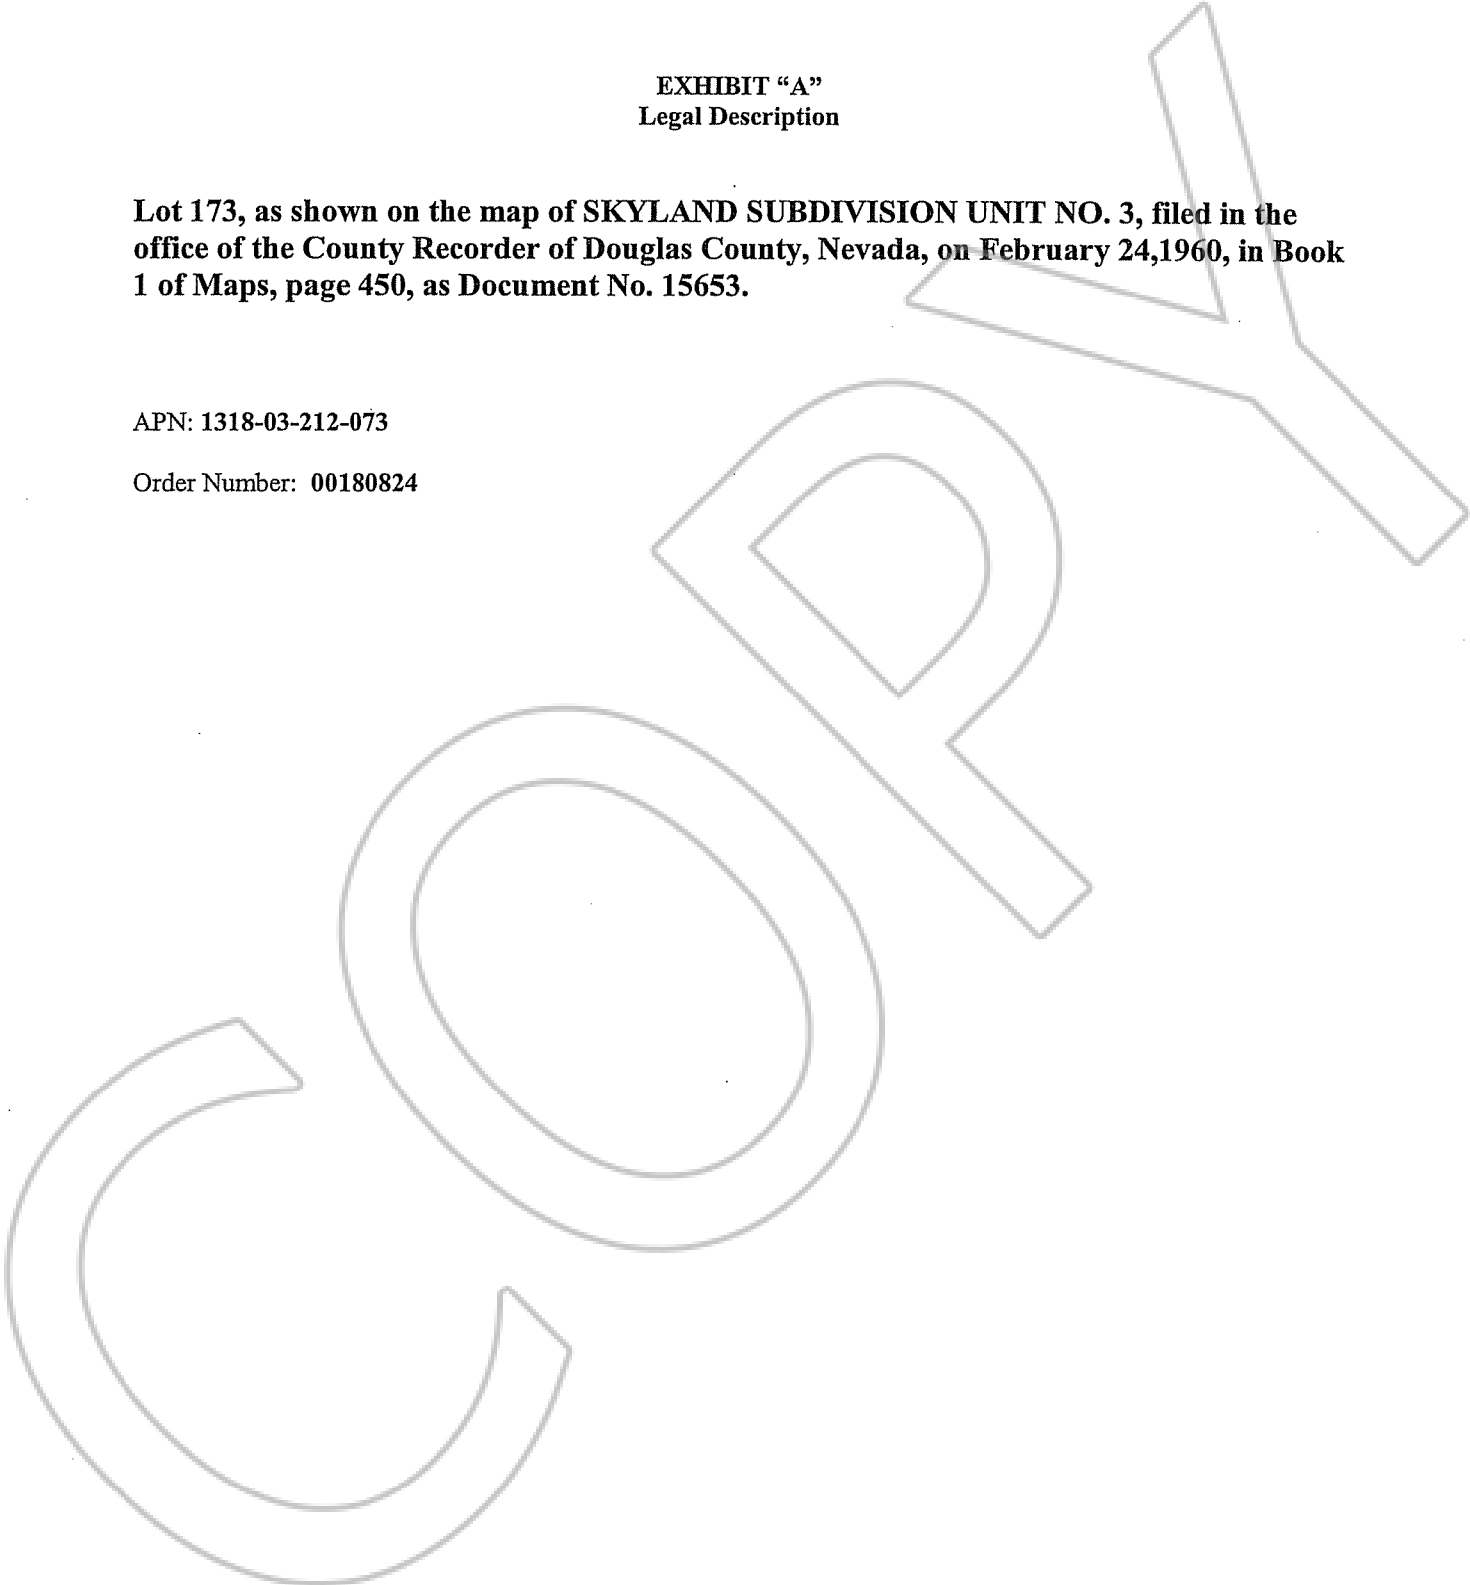 EXHIBIT “A”
Legal Description
Lot 173, as shown on the map of SKYLAND SUBDIVISION UNIT NO. 3, filed in the
office of the County Recorder of Douglas County, Nevada, on February 24,1960, in Book
1 of Maps, page 450, as Document No. 15653.
APN: 1318-03-212-073
Order Number: 00180824
COPY